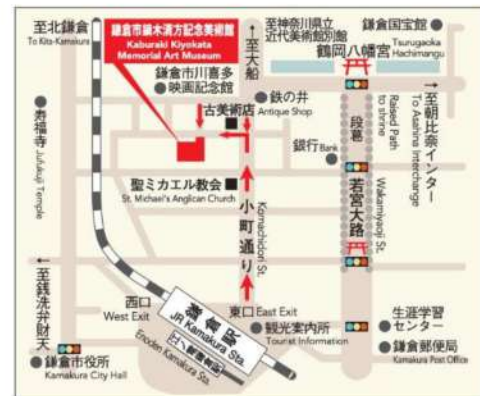 至北鎌倉
To Kita-Kamakura
鎌倉市鏑木清方記念美術館
Kaburaki Kiyokata
Memorial Art Museum
至大船
至神奈川県立
近代美術館別館
鎌倉国宝館
鶴岡八幡宮
Tsurugaoka
Hachimangu
鎌倉市川喜多
映画記念館
古美術店
Antique Shop
鉄の井
銀行 Bank
段葛
Raised Path
to shrine
至朝比奈インター
To Asahina Interchange
寿福寺
Jufukuji Temple
聖ミカエル教会
St. Michael's Anglican Church
小町通り
Komachidori St.
若宮大路
Wakamiyaoji St.
至銭洗弁財天
西口
West Exit
鎌倉駅
JR Kamakura Sta.
Enoden Kamakura Sta.
東口 East Exit
観光案内所
Tourist Information
生涯学習
センター
鎌倉郵便局
Kamakura Post Office
鎌倉市役所
Kamakura City Hall